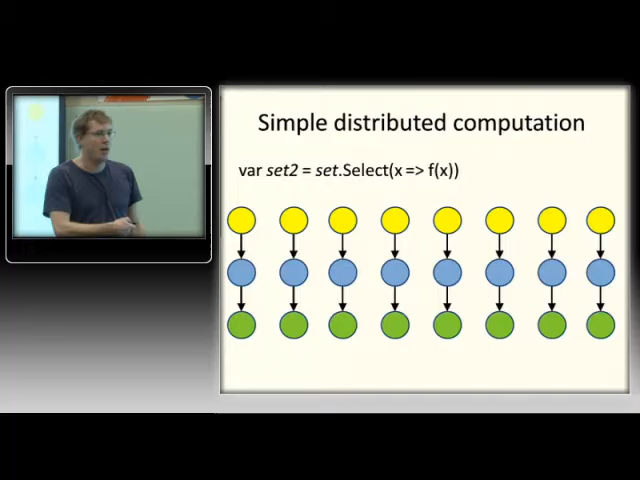 Simple distributed computation
var set2 = set.Select(x => f(x))